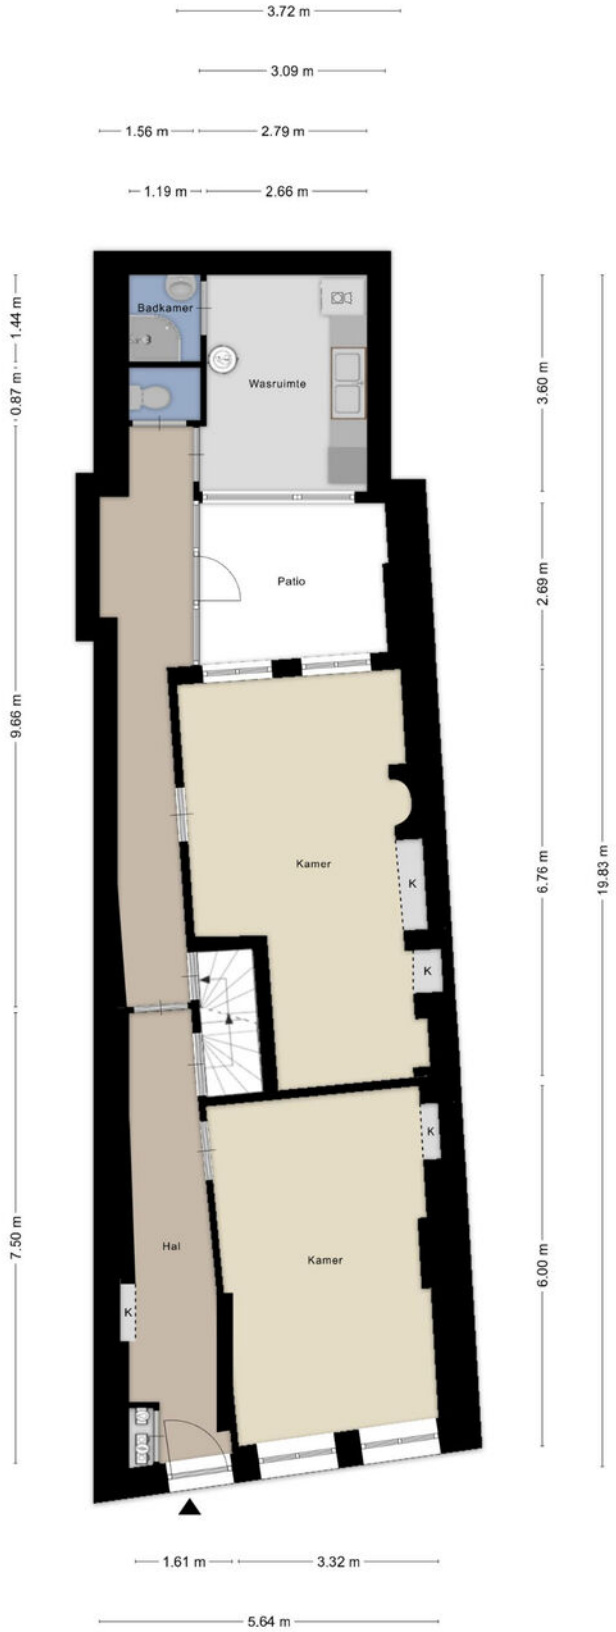 3.72 m
3.09 m
1.56 m
2.79 m
1.19 m
2.66 m
Badkamer
1.44 m
0.87 m
Wasruimte
3.60 m
Patio
2.69 m
9.66 m
Kamer
K
6.76 m
19.83 m
K
K
7.50 m
Hal
Kamer
6.00 m
K
1.61 m
3.32 m
5.64 m